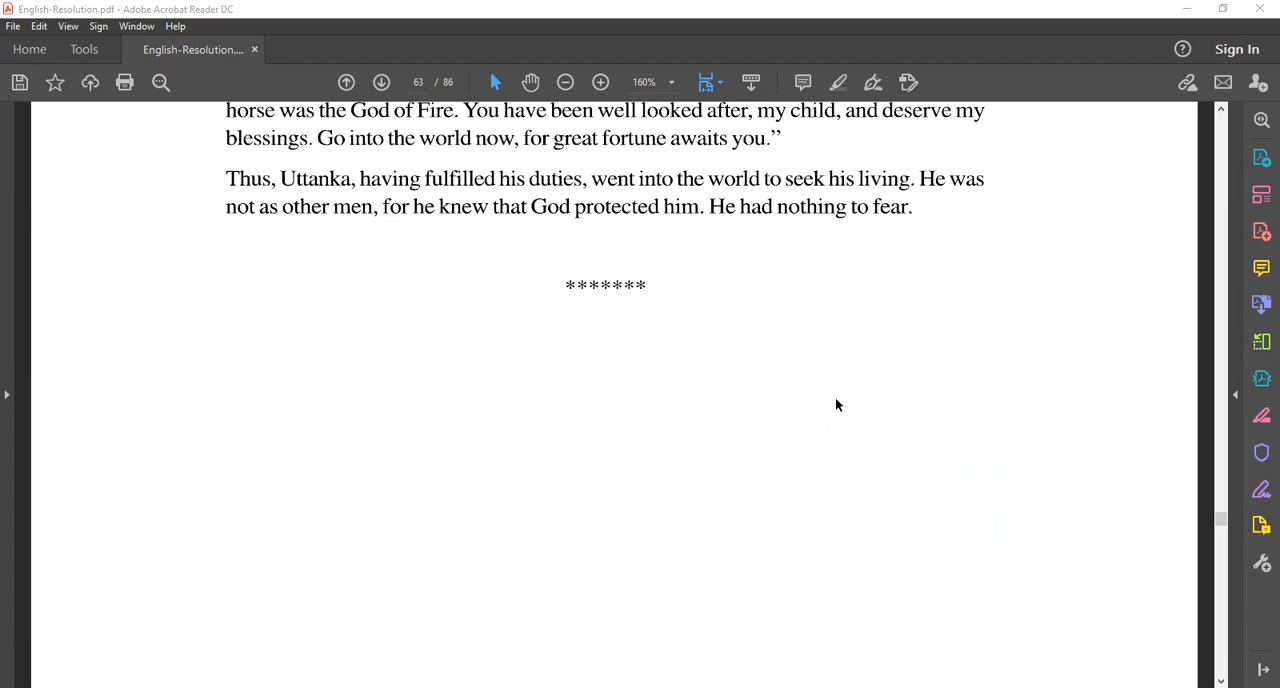 English-Resolution.pdf - Adobe Acrobat Reader DC
File Edit View Sign Window Help
Home Tools English-Resolution.... × Sign In
63 / 86 160%
horse was the God of Fire. You have been well looked after, my child, and deserve my
blessings. Go into the world now, for great fortune awaits you.”
Thus, Uttanka, having fulfilled his duties, went into the world to seek his living. He was
not as other men, for he knew that God protected him. He had nothing to fear.
*******